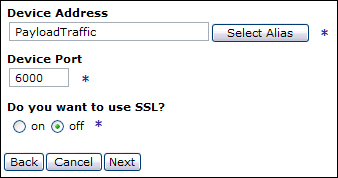 Device Address
PayloadTraffic Select Alias *
Device Port
6000 *
Do you want to use SSL?
on off *
Back Cancel Next